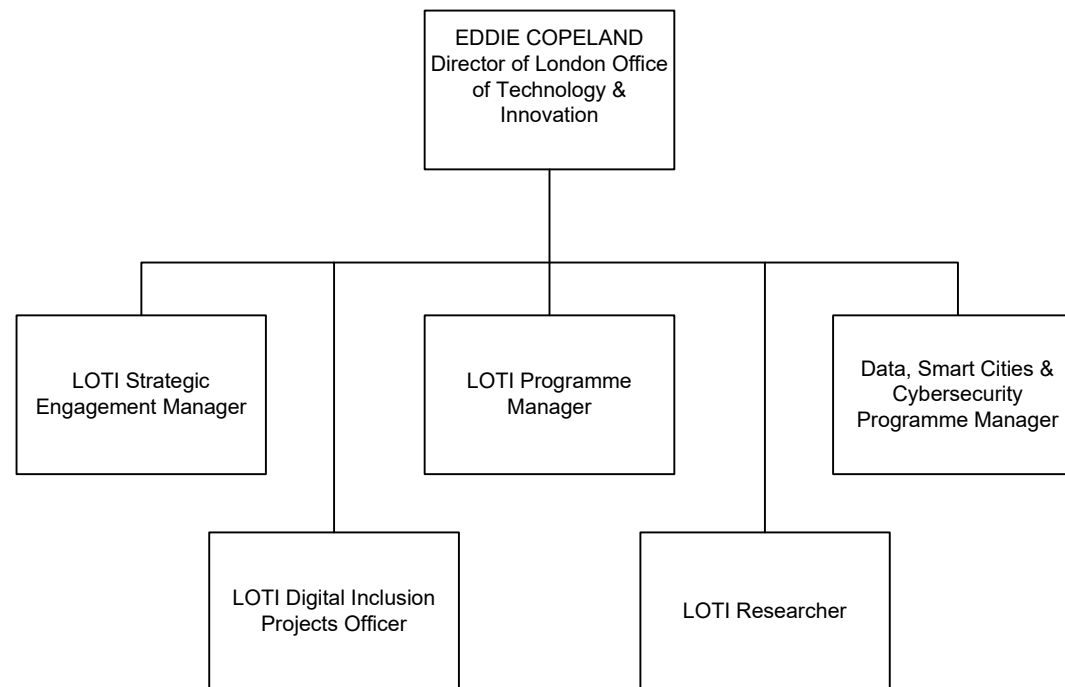 EDDIE COPELAND
Director of London Office
of Technology &
Innovation
LOTI Strategic
Engagement Manager
LOTI Programme
Manager
Data, Smart Cities &
Cybersecurity
Programme Manager
LOTI Digital Inclusion
Projects Officer
LOTI Researcher